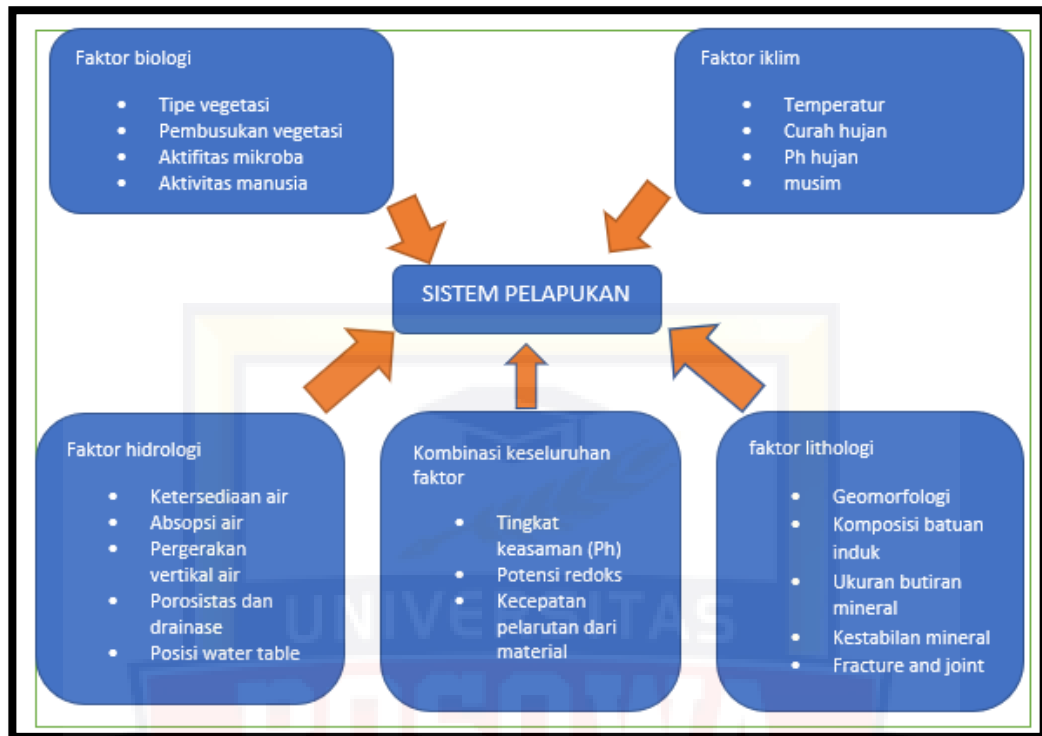 Faktor biologi
Tipe vegetasi
Pembusukan vegetasi
Aktifitas mikroba
Aktivitas manusia
Faktor iklim
Temperatur
Curah hujan
Ph hujan
musim
SISTEM PELAPUKAN
Faktor hidrologi
Ketersediaan air
Absopsi air
Pergerakan
vertikal air
Porosistas dan
drainase
Posisi water table
Kombinasi keseluruhan
faktor
Tingkat
keasaman (Ph)
Potensi redoks
Kecepatan
pelarutan dari
material
faktor lithologi
Geomorfologi
Komposisi batuan
induk
Ukuran butiran
mineral
Kestabilan mineral
Fracture and joint
UNIVERSITAS
BOSOWA